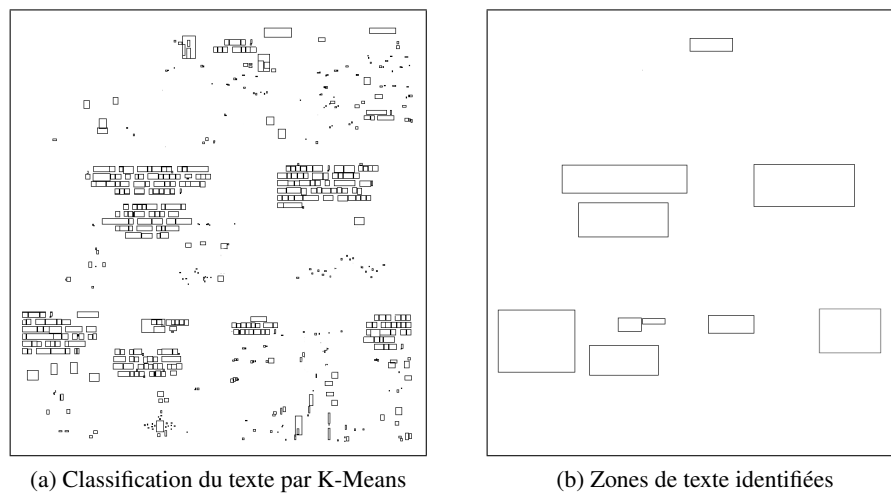 (a) Classification du texte par K-Means
(b) Zones de texte identifiées